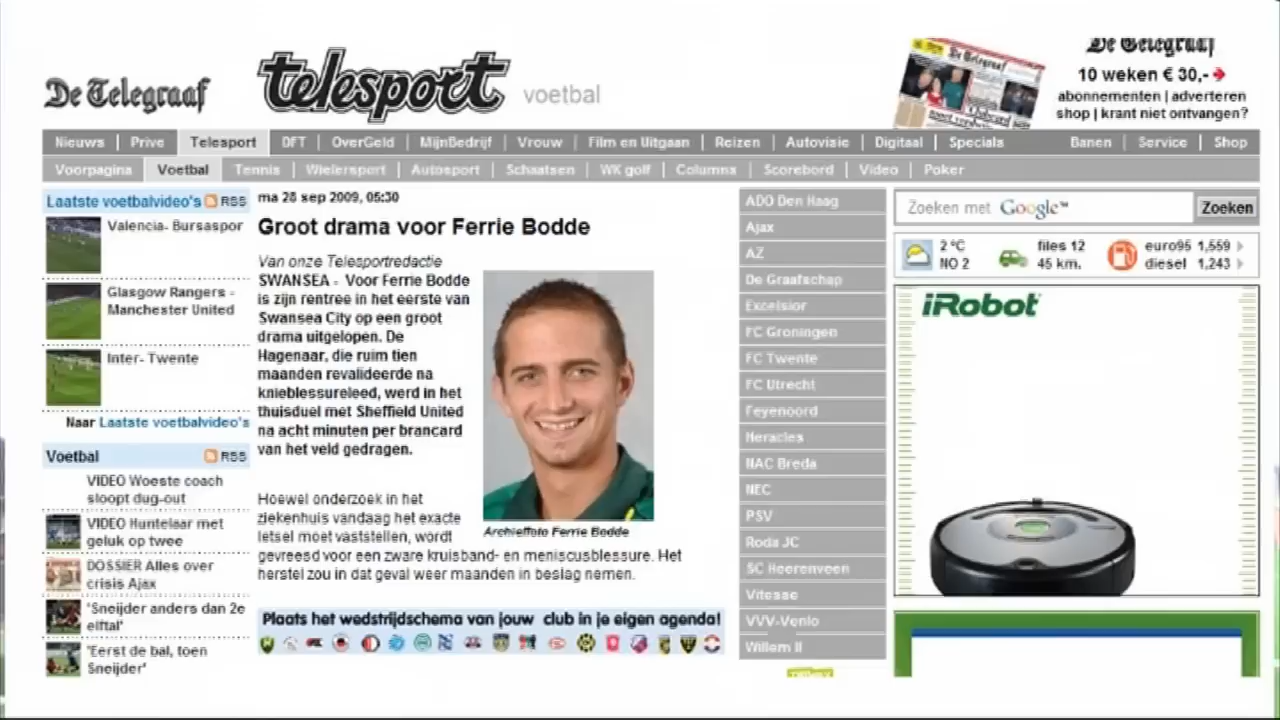 De Telegraaf
telesport voetbal
De Telegraaf
10 weken € 30,-
abonnementen | adverteren
shop | krant niet ontvangen?
Nieuws | Prive | Telesport | DFT | OverGeld | MijnBedrijf | Vrouw | Film en Uitgaan | Reizen | Autovisie | Digitaal | Specials Banen | Service | Shop
Voorpagina | Voetbal | Tennis | Wielersport | Autosport | Schaatsen | WK golf | Columns | Scorebord | Video | Poker
Laatste voetbalvideo's RSS
Valencia- Bursaspor
Glasgow Rangers -
Manchester United
Inter- Twente
Naar Laatste voetbalvideo's
Voetbal RSS
VIDEO Woeste coach
sloopt dug-out
VIDEO Huntelaar met
geluk op twee
DOSSIER Alles over
crisis Ajax
'Sneijder anders dan 2e
elftal'
'Eerst de bal, toen
Sneijder'
ma 28 sep 2009, 05:30
Groot drama voor Ferrie Bodde
Van onze Telesportredactie
SWANSEA - Voor Ferrie Bodde
is zijn rentree in het eerste van
Swansea City op een groot
drama uitgelopen. De
Hagenaar, die ruim tien
maanden revalideerde na
knieblessureleed, werd in het
thuisduel met Sheffield United
na acht minuten per brancard
van het veld gedragen.
Archieffoto Ferrie Bodde
Hoewel onderzoek in het
ziekenhuis vandaag het exacte
letsel moet vaststellen, wordt
gevreesd voor een zware kruisband- en meniscusblessure. Het
herstel zou in dat geval weer maanden in beslag nemen.
Plaats het wedstrijdschema van jouw club in je eigen agenda!
ADO Den Haag
Ajax
AZ
De Graafschap
Excelsior
FC Groningen
FC Twente
FC Utrecht
Feyenoord
Heracles
NAC Breda
NEC
PSV
Roda JC
SC Heerenveen
Vitesse
VVV-Venlo
Willem II
Zoeken met Google™ Zoeken
2 °C
NO 2
files 12
45 km.
euro95 1,559
diesel 1,243
iRobot